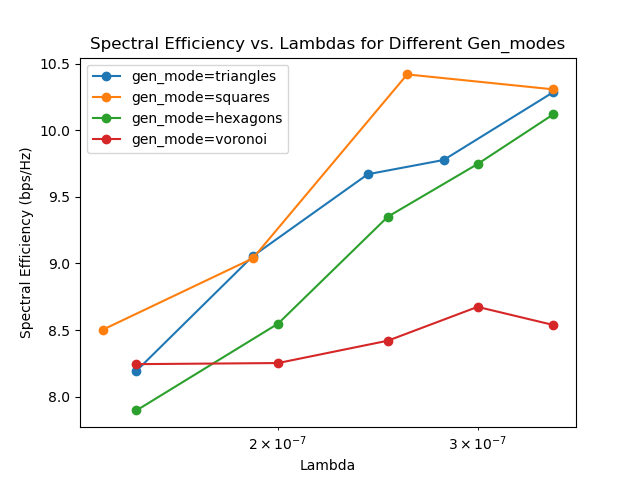 Spectral Efficiency vs. Lambdas for Different Gen_modes
10.5
10.0
9.5
9.0
8.5
8.0
Spectral Efficiency (bps/Hz)
gen_mode=triangles
gen_mode=squares
gen_mode=hexagons
gen_mode=voronoi
2 × 10⁻⁷
3 × 10⁻⁷
Lambda